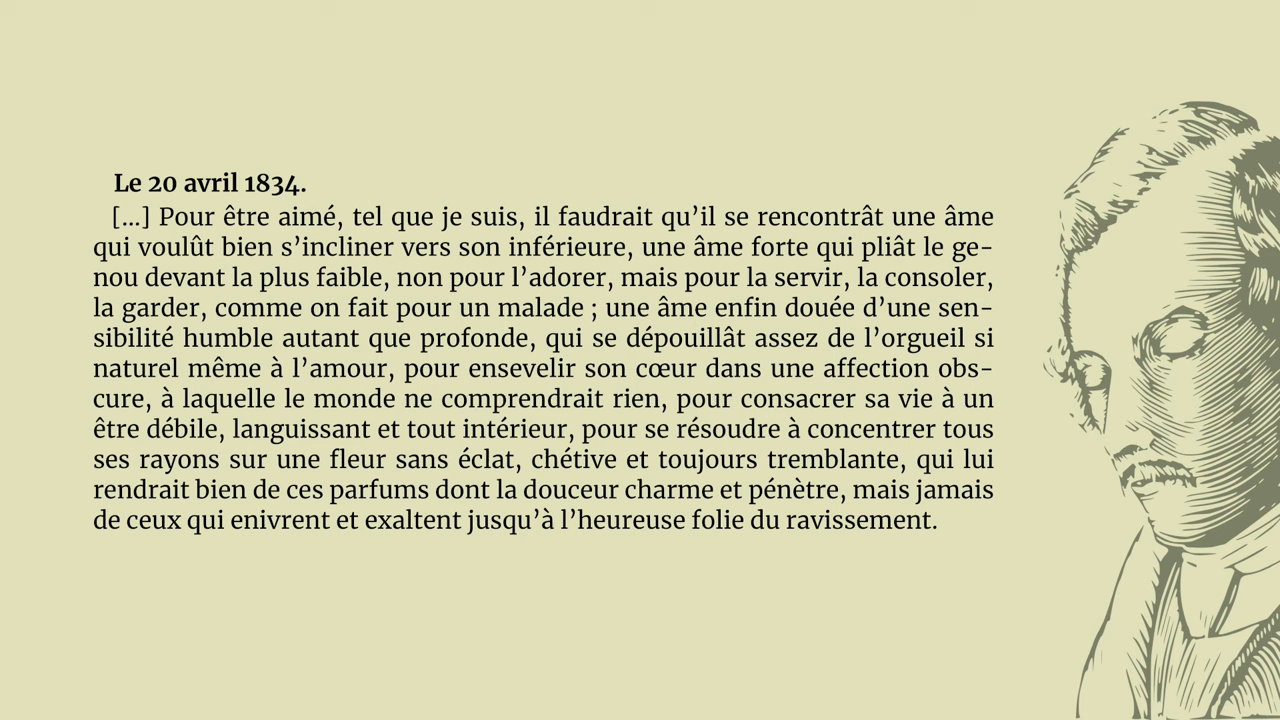 Le 20 avril 1834.
[…] Pour être aimé, tel que je suis, il faudrait qu’il se rencontrât une âme
qui voulût bien s’incliner vers son inférieure, une âme forte qui pliât le ge-
nou devant la plus faible, non pour l’adorer, mais pour la servir, la consoler,
la garder, comme on fait pour un malade ; une âme enfin douée d’une sen-
sibilité humble autant que profonde, qui se dépouillât assez de l’orgueil si
naturel même à l’amour, pour ensevelir son cœur dans une affection obs-
cure, à laquelle le monde ne comprendrait rien, pour consacrer sa vie à un
être débile, languissant et tout intérieur, pour se résoudre à concentrer tous
ses rayons sur une fleur sans éclat, chétive et toujours tremblante, qui lui
rendrait bien de ces parfums dont la douceur charme et pénètre, mais jamais
de ceux qui enivrent et exaltent jusqu’à l’heureuse folie du ravissement.